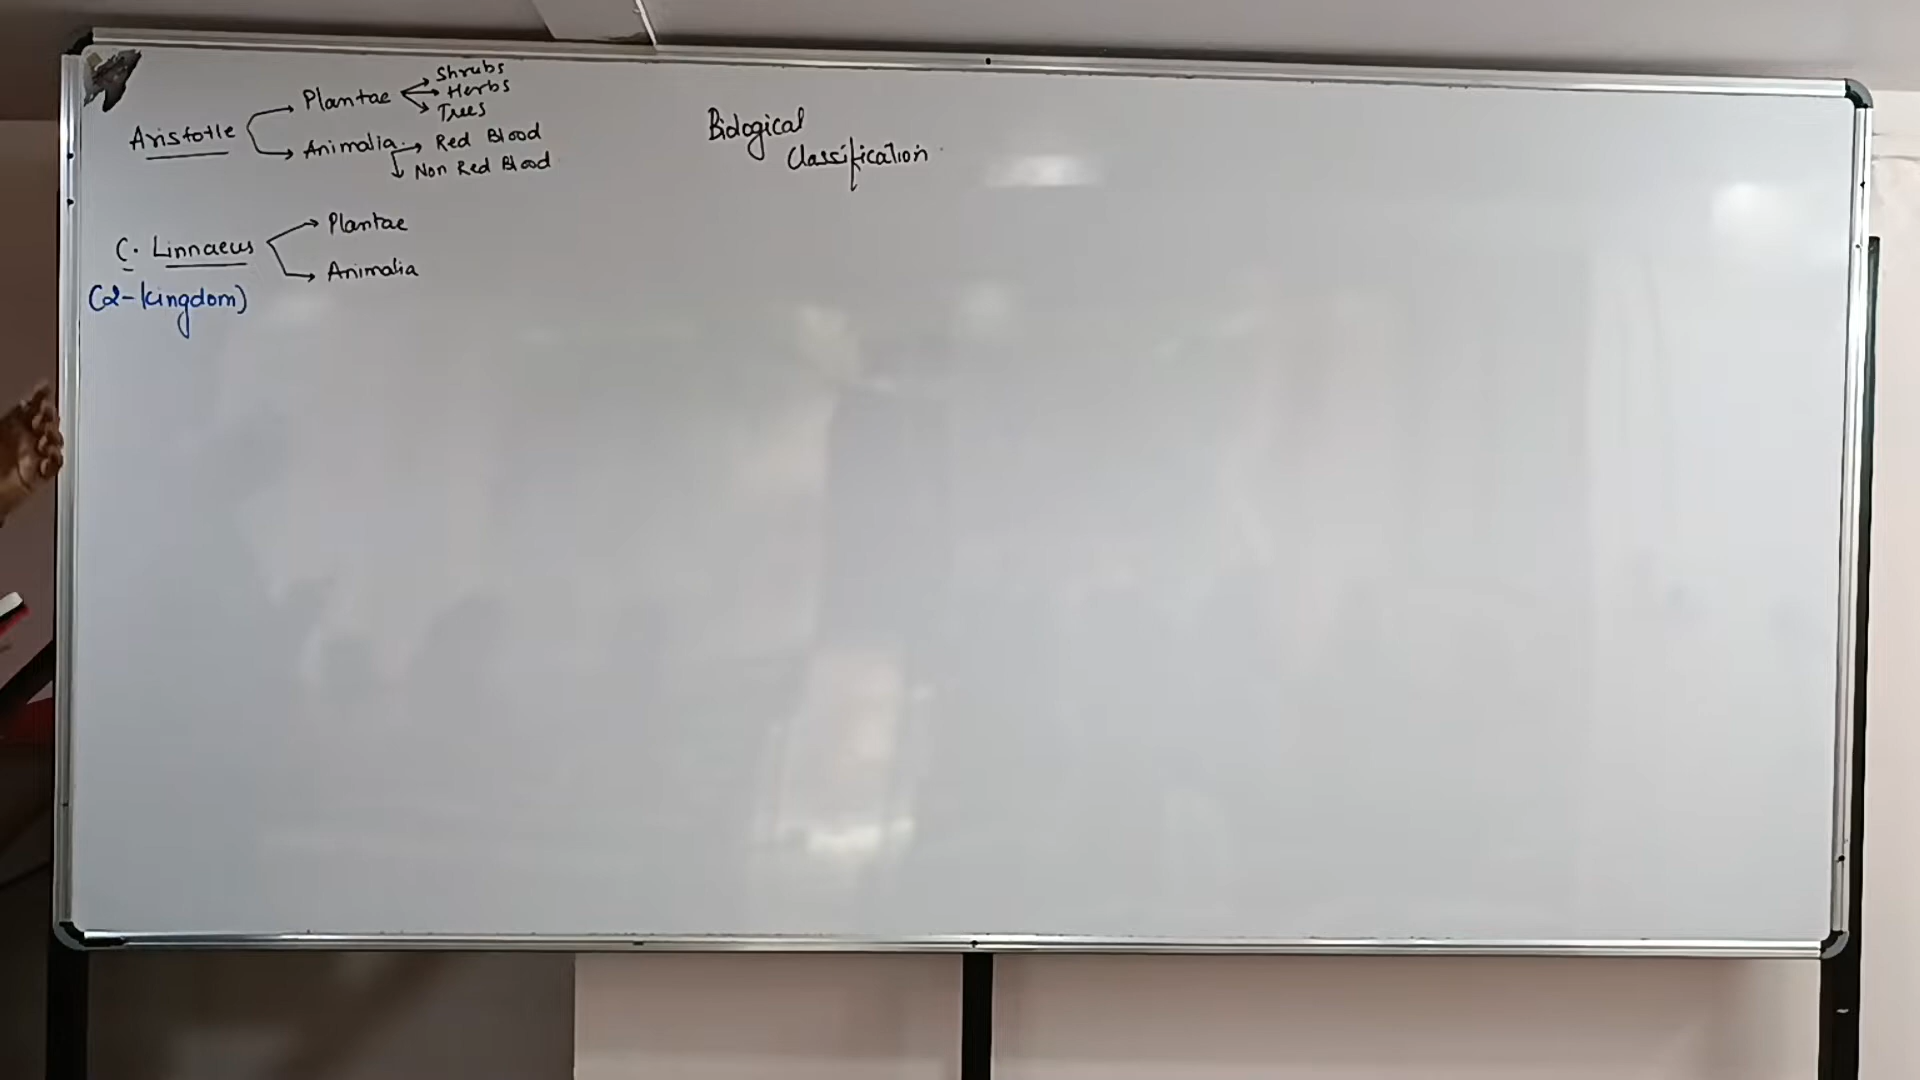 Aristotle
Plantae
Shrubs
Herbs
Trees
Animalia
Red Blood
Non Red Blood
Biological
Classification
C. Linnaeus
Plantae
Animalia
(2-kingdom)